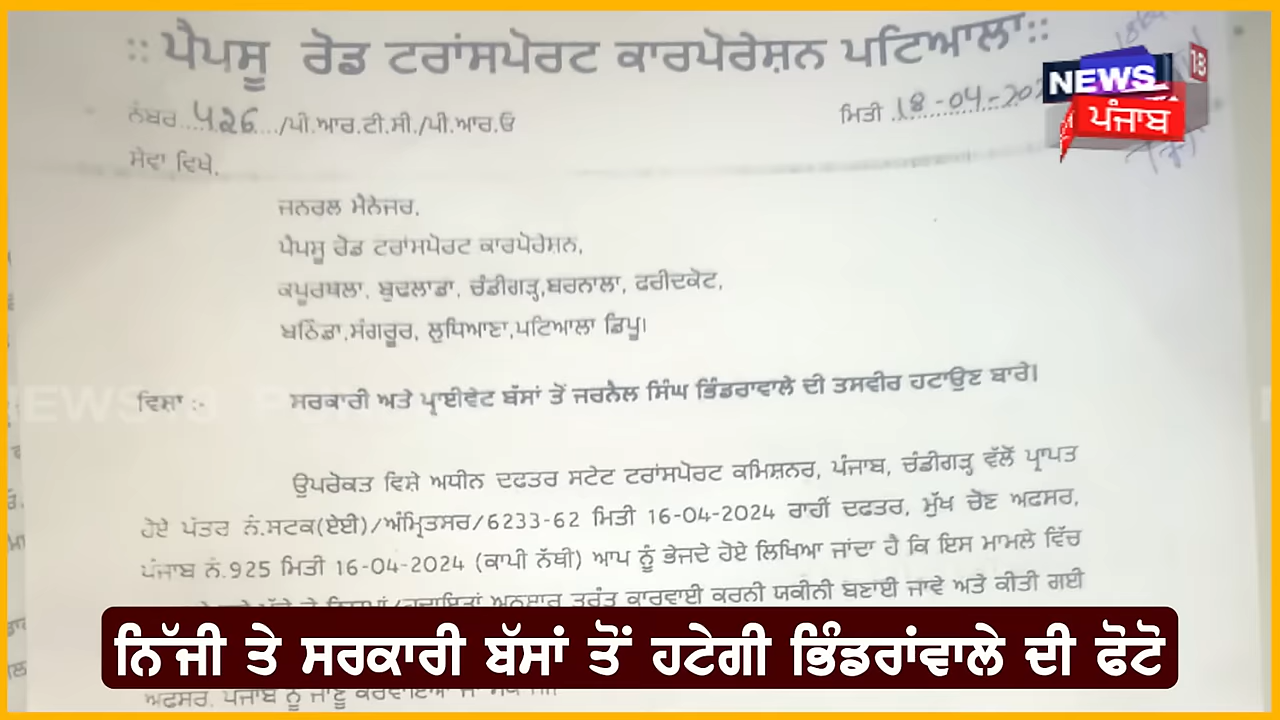 :: ਪੈਪਸੂ ਰੋਡ ਟਰਾਂਸਪੋਰਟ ਕਾਰਪੋਰੇਸ਼ਨ ਪਟਿਆਲਾ ::
ਨੰਬਰ.....426..../ਪੀ.ਆਰ.ਟੀ.ਸੀ./ਪੀ.ਆਰ.ਓ
ਮਿਤੀ .18-04-202
NEWS 18
ਪੰਜਾਬ
ਸੇਵਾ ਵਿਖੇ,
ਜਨਰਲ ਮੈਨੇਜਰ,
ਪੈਪਸੂ ਰੋਡ ਟਰਾਂਸਪੋਰਟ ਕਾਰਪੋਰੇਸ਼ਨ,
ਕਪੂਰਥਲਾ, ਬੁਢਲਾਡਾ, ਚੰਡੀਗੜ੍ਹ,ਬਰਨਾਲਾ, ਫਰੀਦਕੋਟ,
ਬਠਿੰਡਾ,ਸੰਗਰੂਰ, ਲੁਧਿਆਣਾ,ਪਟਿਆਲਾ ਡਿਪੂ।
ਵਿਸ਼ਾ :- ਸਰਕਾਰੀ ਅਤੇ ਪ੍ਰਾਈਵੇਟ ਬੱਸਾਂ ਤੋਂ ਜਰਨੈਲ ਸਿੰਘ ਭਿੰਡਰਾਵਾਲੇ ਦੀ ਤਸਵੀਰ ਹਟਾਉਣ ਬਾਰੇ।
ਉਪਰੋਕਤ ਵਿਸ਼ੇ ਅਧੀਨ ਦਫਤਰ ਸਟੇਟ ਟਰਾਂਸਪੋਰਟ ਕਮਿਸ਼ਨਰ, ਪੰਜਾਬ, ਚੰਡੀਗੜ੍ਹ ਵੱਲੋਂ ਪ੍ਰਾਪਤ
ਹੋਏ ਪੱਤਰ ਨੰ.ਸਟਕ(ਏਈ)/ਅੰਮ੍ਰਿਤਸਰ/6233-62 ਮਿਤੀ 16-04-2024 ਰਾਹੀਂ ਦਫਤਰ, ਮੁੱਖ ਚੋਣ ਅਫਸਰ,
ਪੰਜਾਬ ਨੰ.925 ਮਿਤੀ 16-04-2024 (ਕਾਪੀ ਨੱਥੀ) ਆਪ ਨੂੰ ਭੇਜਦੇ ਹੋਏ ਲਿਖਿਆ ਜਾਂਦਾ ਹੈ ਕਿ ਇਸ ਮਾਮਲੇ ਵਿੱਚ
ਅਨੁਸਾਰ ਤੁਰੰਤ ਕਾਰਵਾਈ ਕਰਨੀ ਯਕੀਨੀ ਬਣਾਈ ਜਾਵੇ ਅਤੇ ਕੀਤੀ ਗਈ
ਨਿੱਜੀ ਤੇ ਸਰਕਾਰੀ ਬੱਸਾਂ ਤੋਂ ਹਟੇਗੀ ਭਿੰਡਰਾਂਵਾਲੇ ਦੀ ਫੋਟੋ
ਅਫਸਰ, ਪੰਜਾਬ ਨੂੰ ਜਾਣੂ ਕਰਵਾਇਆ ਜਾ